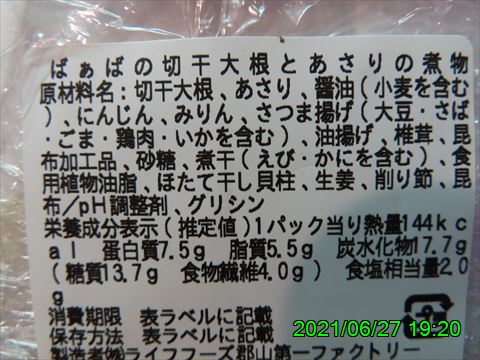 ばぁばの切干大根とあさりの煮物
原材料名：切干大根、あさり、醤油（小麦を含む
）、にんじん、みりん、さつま揚げ（大豆・さば
・ごま・鶏肉・いかを含む）、油揚げ、椎茸、昆
布加工品、砂糖、煮干（えび・かにを含む）、食
用植物油脂、ほたて干し貝柱、生姜、削り節、昆
布/pH調整剤、グリシン
栄養成分表示（推定値）1パック当り熱量144kc
al 蛋白質7.5g 脂質5.5g 炭水化物17.7g
（糖質13.7g 食物繊維4.0g）食塩相当量2.0
g
消費期限 表ラベルに記載
保存方法 表ラベルに記載
製造者㈱ライフフーズ郡山第一ファクトリー
2021/06/27 19:20